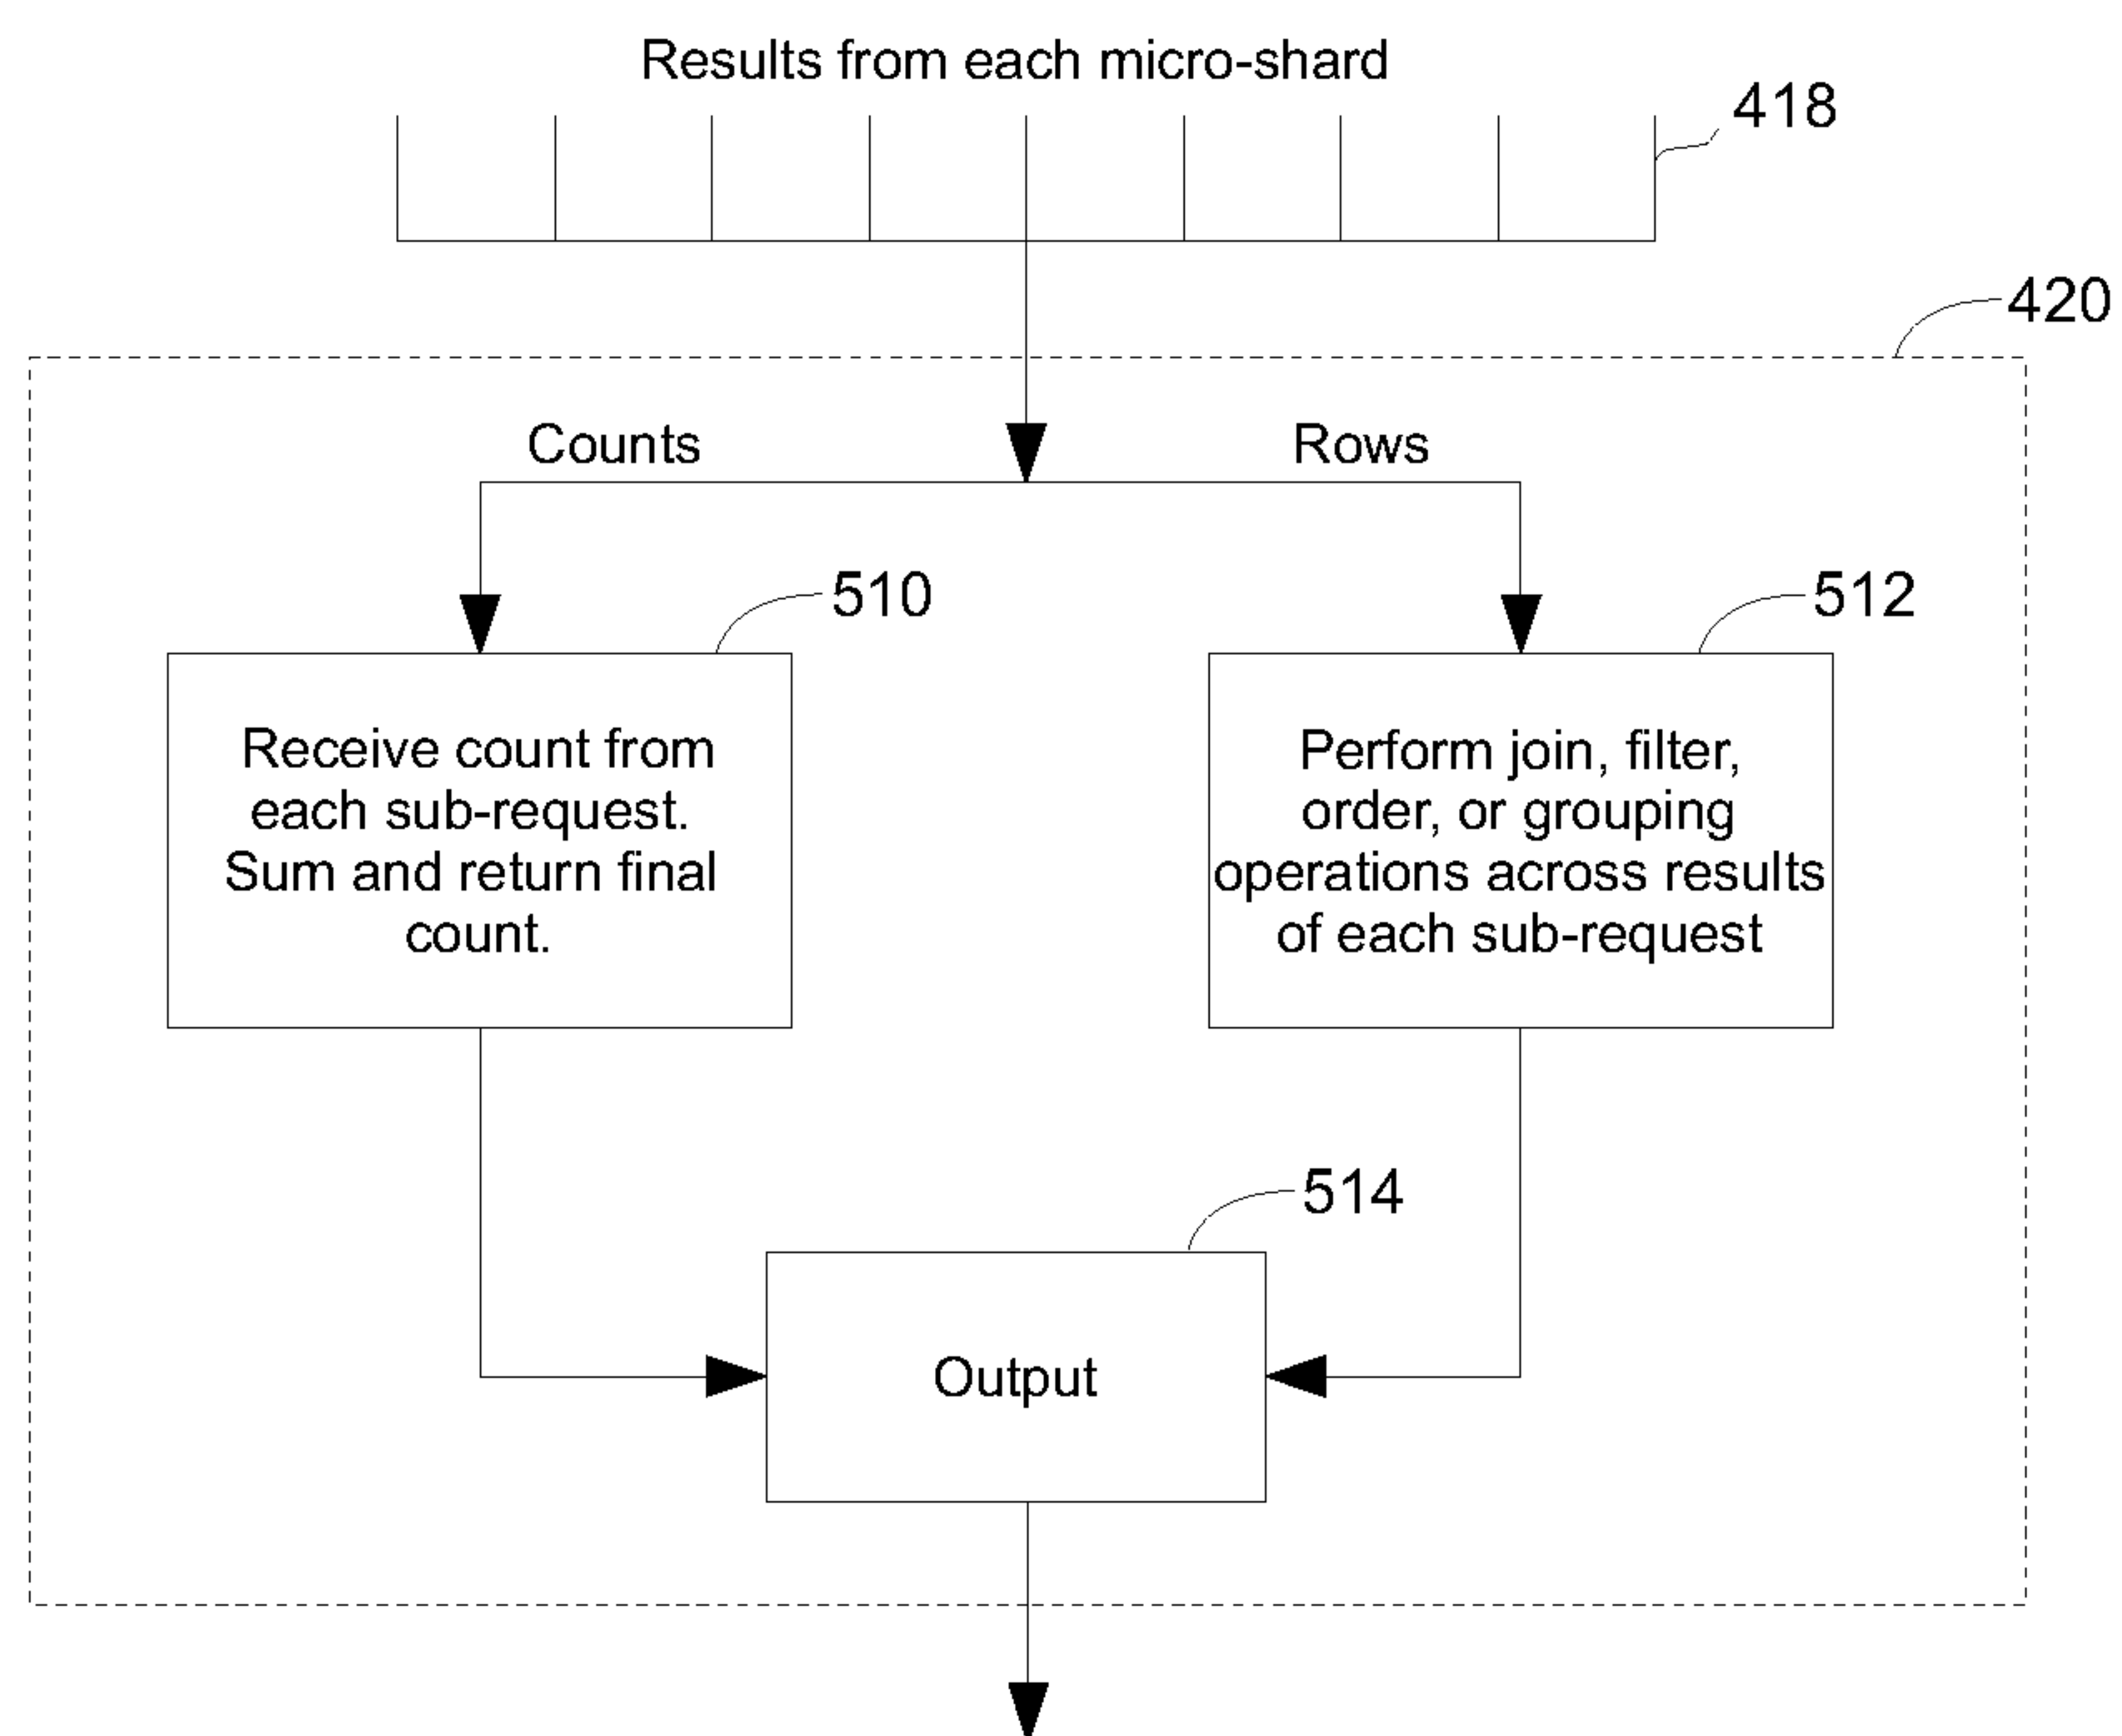 Results from each micro-shard
418
420
Counts
Rows
510
512
Receive count from
each sub-request.
Sum and return final
count.
Perform join, filter,
order, or grouping
operations across results
of each sub-request
514
Output